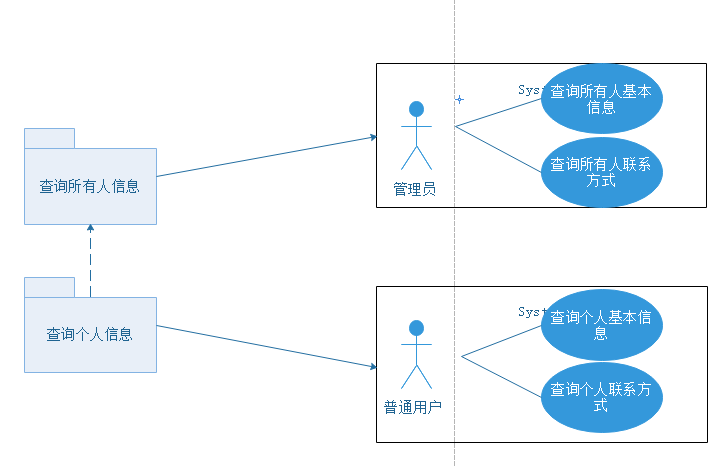 查询所有人信息
查询个人信息
管理员
查询所有人基本
信息
查询所有人联系
方式
普通用户
查询个人基本信
息
查询个人联系方
式